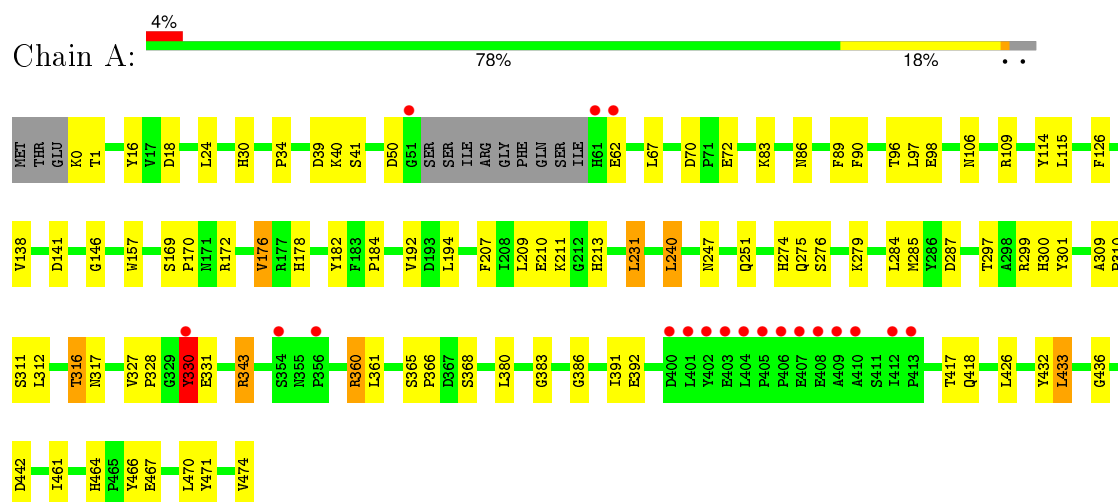 4%
Chain A:
78% 18% • •
MET THR GLU K0 T1 Y16 V17 D18 L24 H30 P34 D39 K40 S41 D50 G51 SER SER ILE ARG GLY PHE GLN SER ILE H61 E62 L67 D70 P71 E72 K83 N86 F89 F90 T96 L97 E98 N106 R109 Y114 L115 F126
V138 D141 G146 W157 S169 P170 N171 R172 V176 R177 H178 Y182 F183 P184 V192 D193 L194 F207 I208 L209 E210 K211 G212 H213 L231 L240 N247 Q251 H274 Q275 S276 K279 L284 M285 Y286 D287 T297 A298 R299 H300 Y301 A309 P310
S311 L312 T316 N317 V327 P328 G329 Y330 E331 R343 S354 N355 P356 R360 L361 S365 P366 D367 S368 L380 G383 G386 I391 E392 D400 L401 Y402 E403 L404 P405 P406 E407 E408 A409 A410 S411 I412 P413 T417 Q418 L426 Y432 L433 G436
D442 I461 H464 P465 Y466 E467 L470 Y471 V474